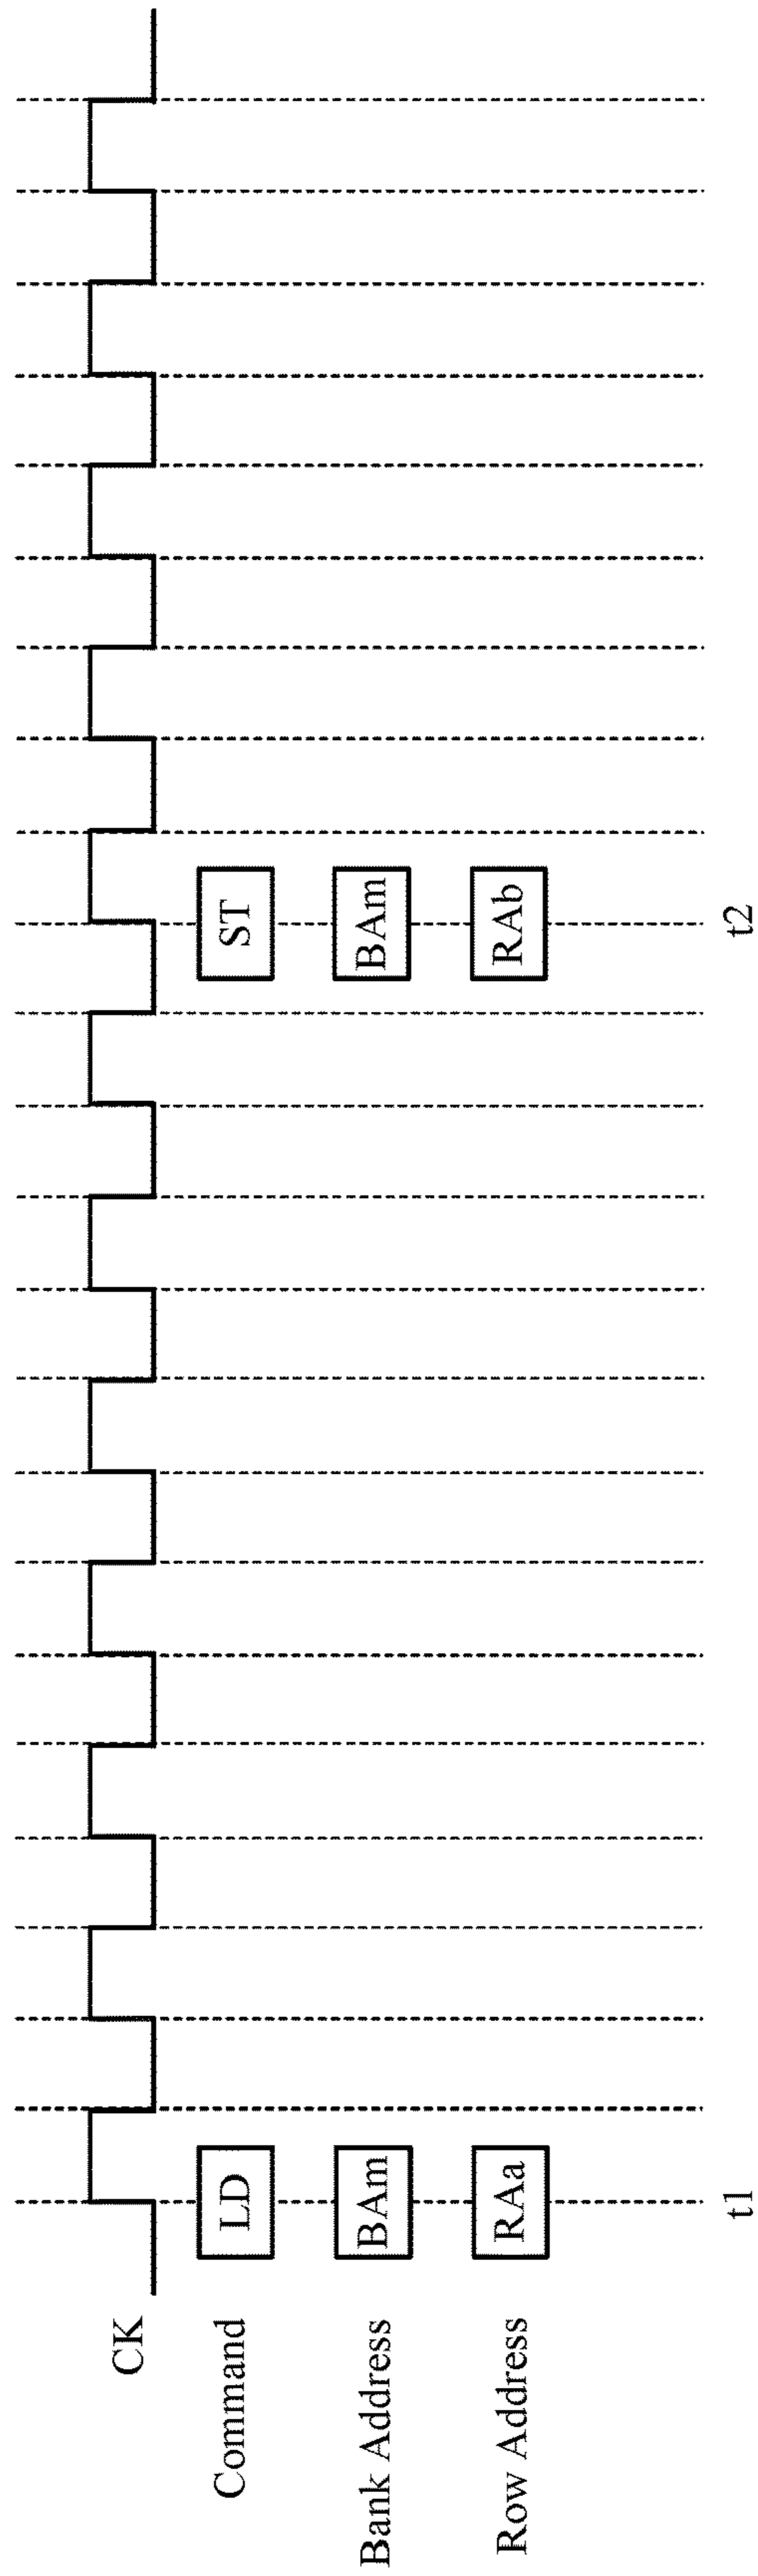 CK
Command LD ST
Bank Address BAm BAm
Row Address RAa RAb
t1 t2